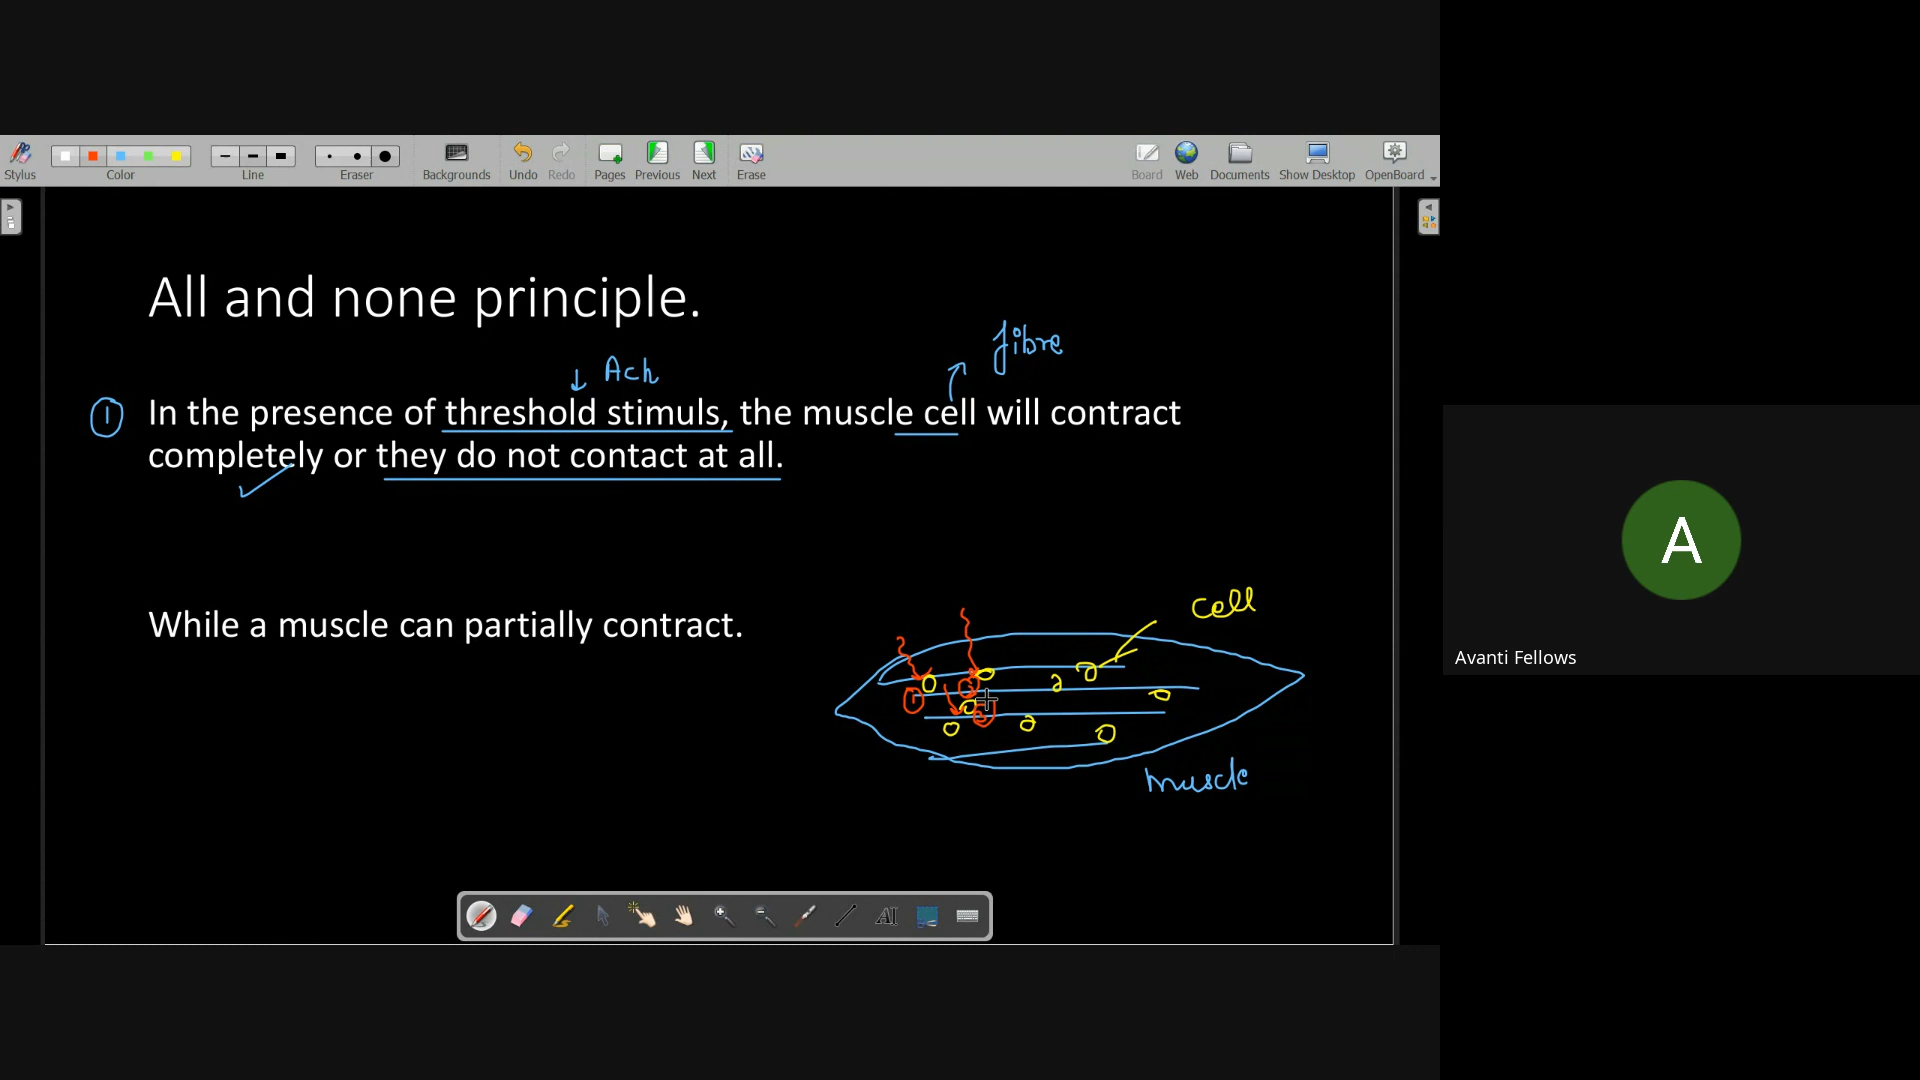 Stylus Color Line Eraser Backgrounds Undo Redo Pages Previous Next Erase Board Web Documents Show Desktop OpenBoard
All and none principle.
fibre
Ach
① In the presence of threshold stimuls, the muscle cell will contract
completely or they do not contact at all.
cell
While a muscle can partially contract.
①
muscle
A
Avanti Fellows